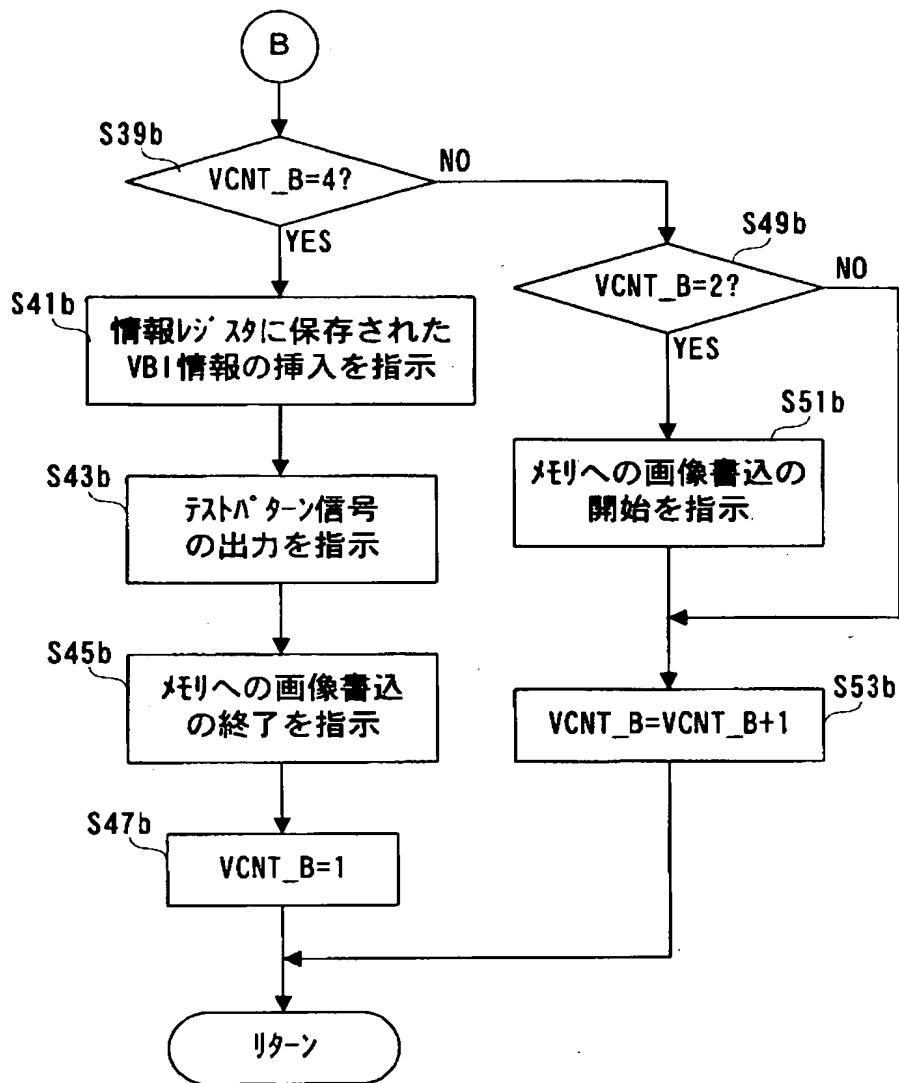 B
S39b
VCNT_B=4?
NO
YES
S49b
VCNT_B=2?
NO
YES
S41b
情報ﾚｼﾞｽﾀに保存された
VBI情報の挿入を指示
S51b
ﾒﾓﾘへの画像書込の
開始を指示
S43b
ﾃｽﾄﾊﾟﾀｰﾝ信号
の出力を指示
S45b
ﾒﾓﾘへの画像書込
の終了を指示
S53b
VCNT_B=VCNT_B+1
S47b
VCNT_B=1
ﾘﾀｰﾝ